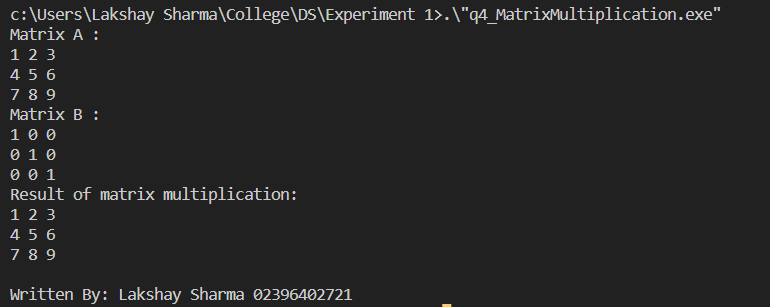 c:\Users\Lakshay Sharma\College\DS\Experiment 1>.\"q4_MatrixMultiplication.exe"
Matrix A :
1 2 3
4 5 6
7 8 9
Matrix B :
1 0 0
0 1 0
0 0 1
Result of matrix multiplication:
1 2 3
4 5 6
7 8 9
Written By: Lakshay Sharma 02396402721